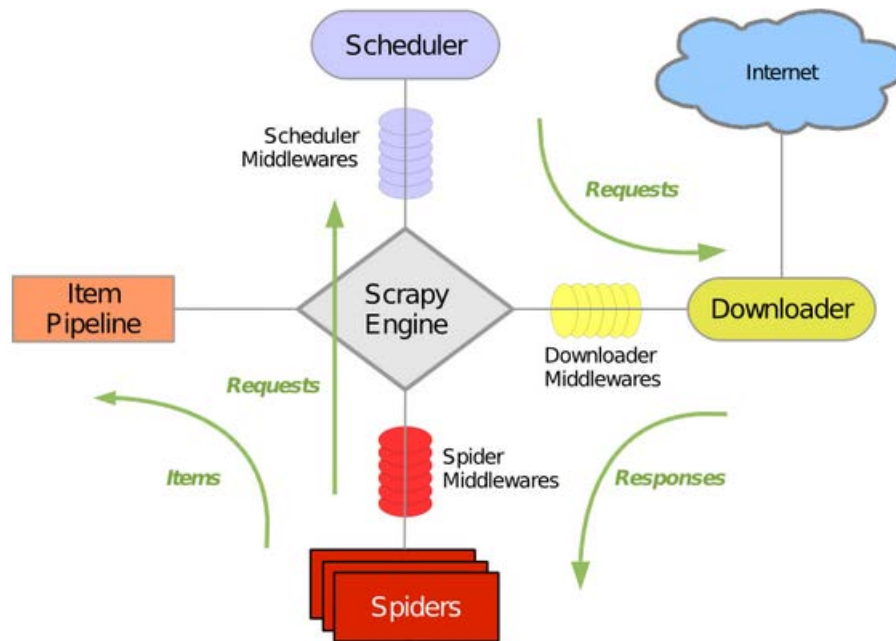 Scheduler
Internet
Scheduler
Middlewares
Requests
Item
Pipeline
Scrapy
Engine
Downloader
Downloader
Middlewares
Requests
Items
Spider
Middlewares
Responses
Spiders